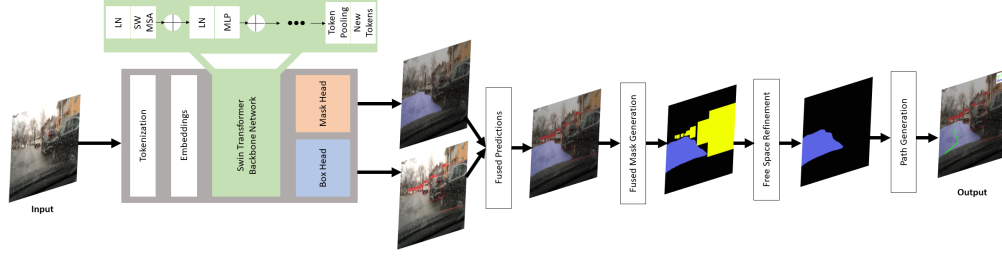 LN
SW
MSA
LN
MLP
•••
Token
Pooling
New
Tokens
Input
Tokenization
Embeddings
Swin Transformer
Backbone Network
Mask Head
Box Head
Fused Predictions
Fused Mask Generation
Free Space Refinement
Path Generation
Output